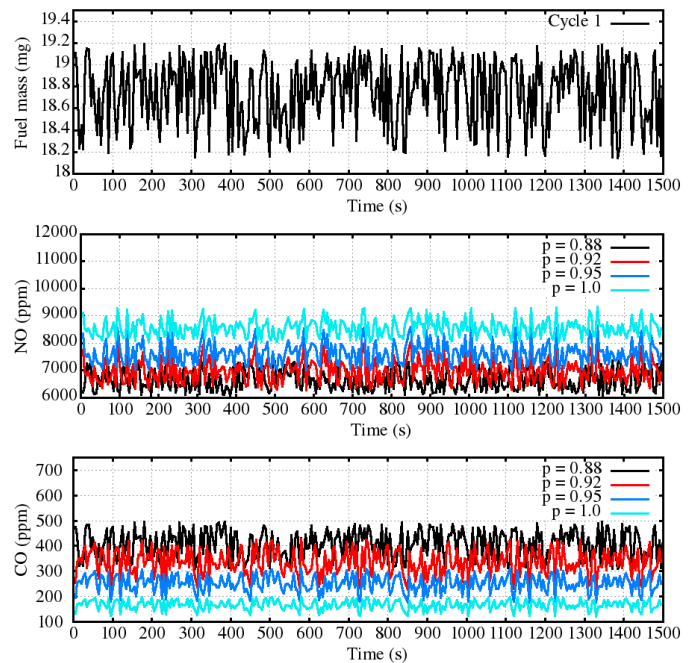 19.4
19.2
19
18.8
18.6
18.4
18.2
18
Fuel mass (mg)
Cycle 1
0 100 200 300 400 500 600 700 800 900 1000 1100 1200 1300 1400 1500
Time (s)
12000
11000
10000
9000
8000
7000
6000
NO (ppm)
p = 0.88
p = 0.92
p = 0.95
p = 1.0
0 100 200 300 400 500 600 700 800 900 1000 1100 1200 1300 1400 1500
Time (s)
700
600
500
400
300
200
100
CO (ppm)
p = 0.88
p = 0.92
p = 0.95
p = 1.0
0 100 200 300 400 500 600 700 800 900 1000 1100 1200 1300 1400 1500
Time (s)